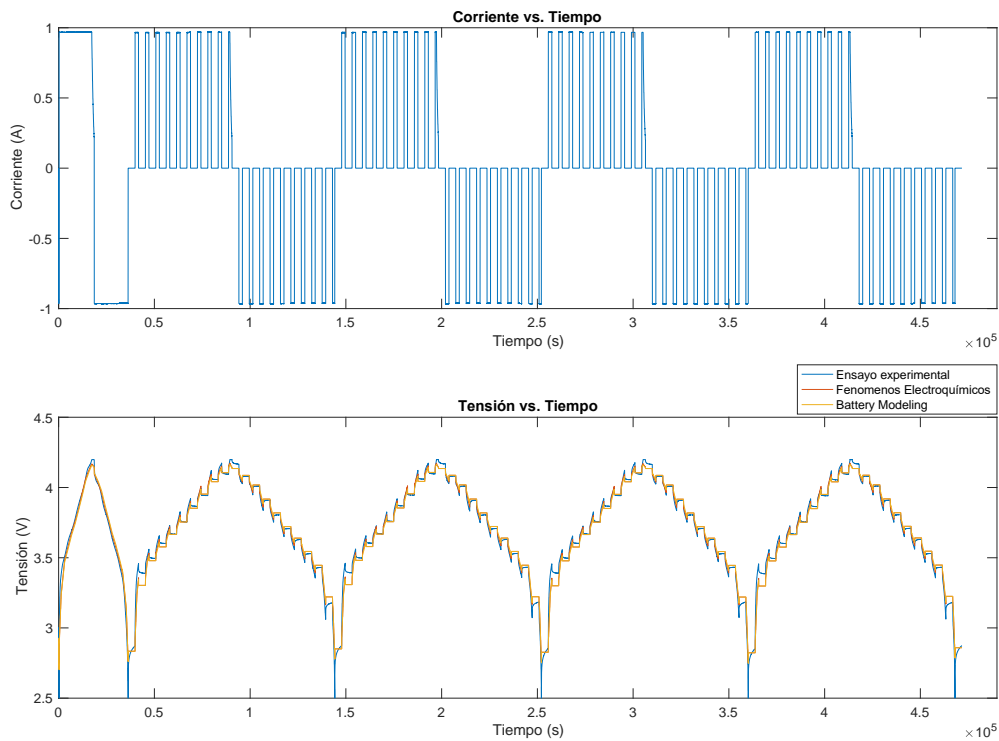 Corriente vs. Tiempo
Corriente (A)
1
0.5
0
-0.5
-1
0 0.5 1 1.5 2 2.5 3 3.5 4 4.5
Tiempo (s)
×10^5
Ensayo experimental
Fenomenos Electroquímicos
Battery Modeling
Tensión vs. Tiempo
Tensión (V)
4.5
4
3.5
3
2.5
0 0.5 1 1.5 2 2.5 3 3.5 4 4.5
Tiempo (s)
×10^5